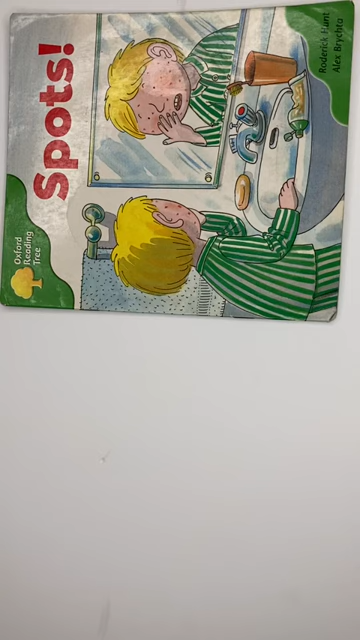 Oxford
Reading
Tree
Spots!
Roderick Hunt
Alex Brychta